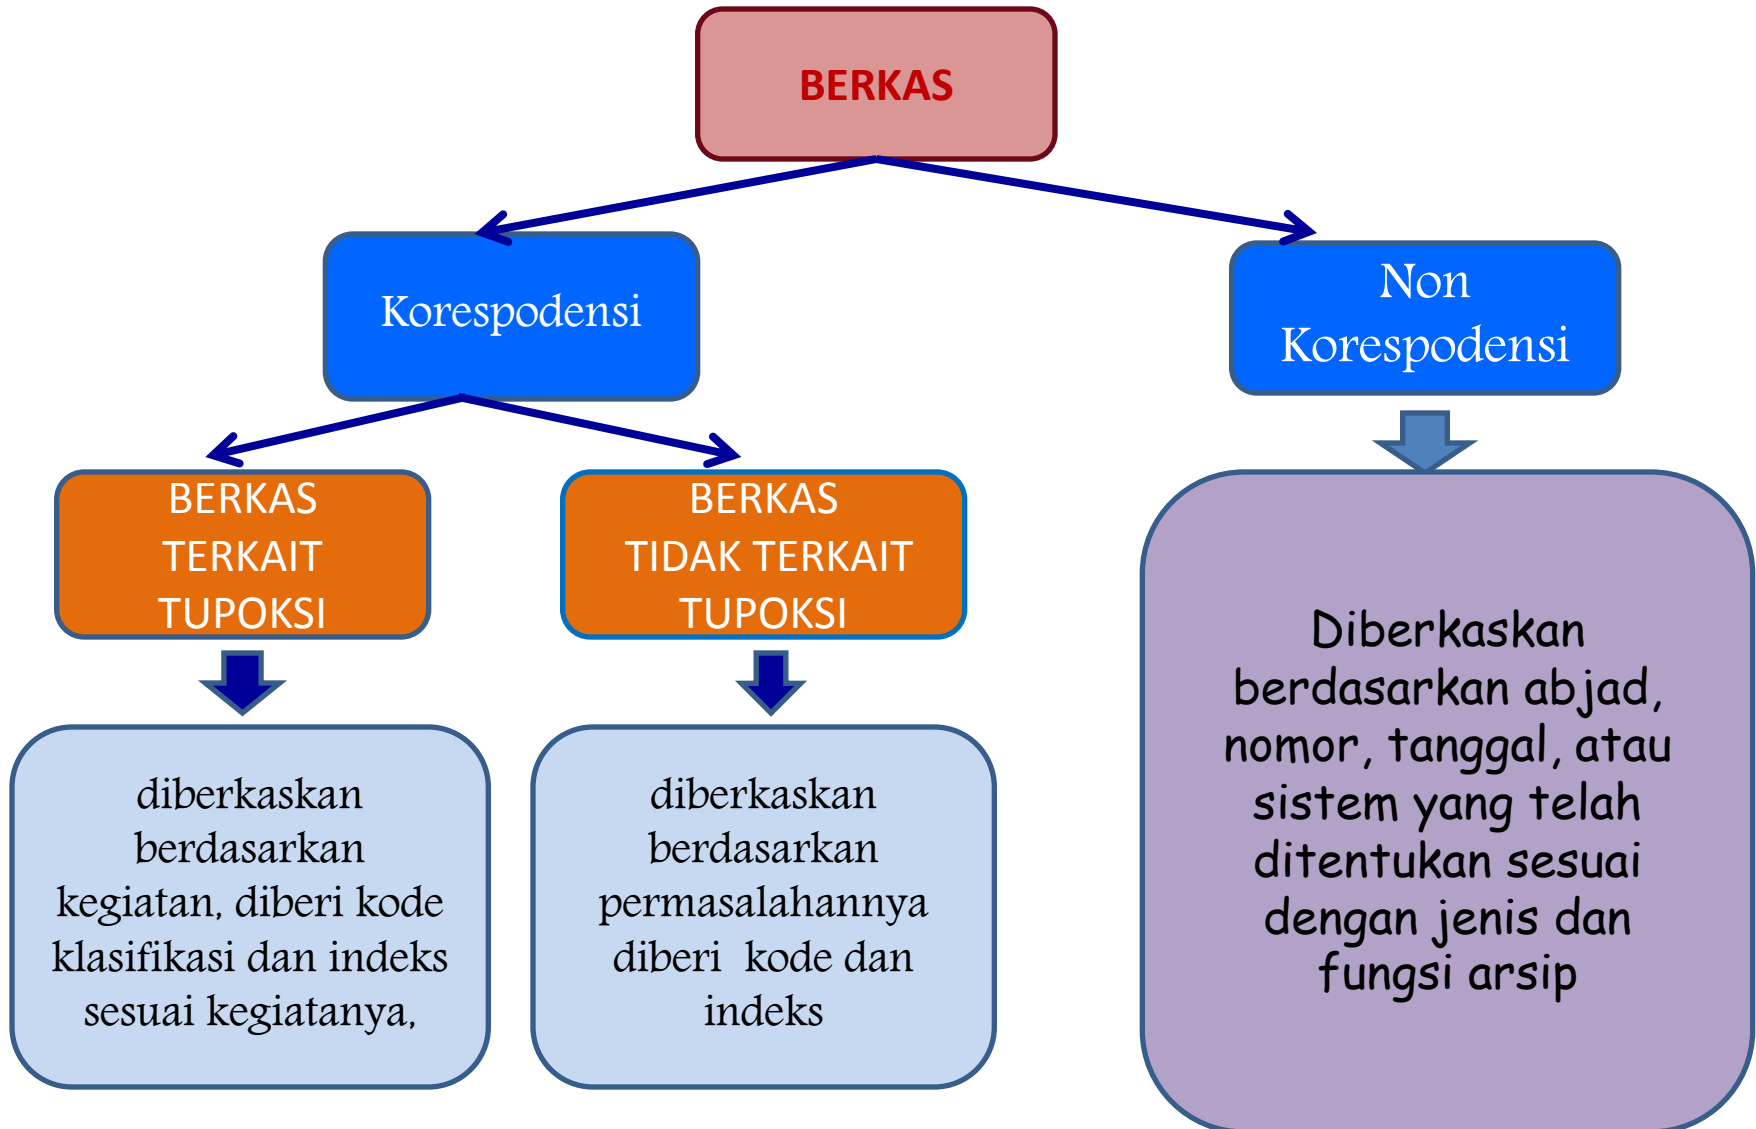 BERKAS
Korespodensi
Non
Korespodensi
BERKAS
TERKAIT
TUPOKSI
BERKAS
TIDAK TERKAIT
TUPOKSI
diberkaskan
berdasarkan
kegiatan, diberi kode
klasifikasi dan indeks
sesuai kegiatanya,
diberkaskan
berdasarkan
permasalahannya
diberi kode dan
indeks
Diberkaskan
berdasarkan abjad,
nomor, tanggal, atau
sistem yang telah
ditentukan sesuai
dengan jenis dan
fungsi arsip